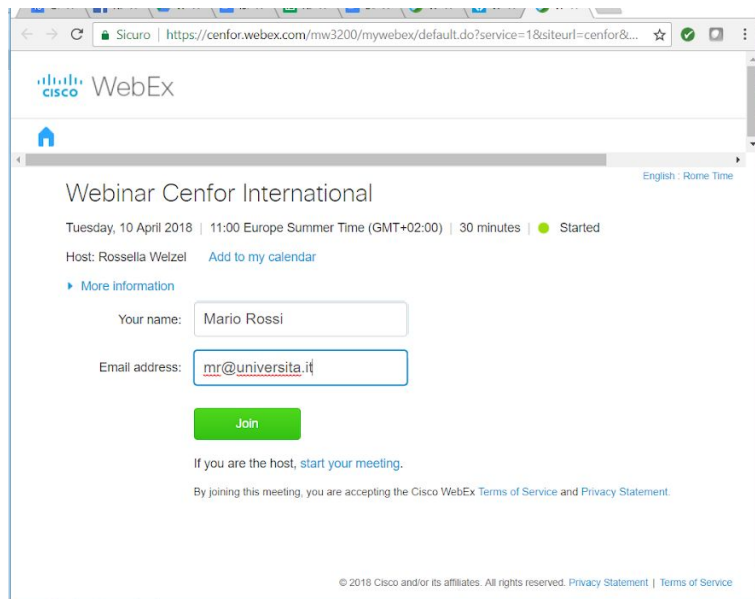 Sicuro | https://cenfor.webex.com/mw3200/mywebex/default.do?service=1&siteurl=cenfor&...
cisco WebEx
English : Rome Time
Webinar Cenfor International
Tuesday, 10 April 2018 | 11:00 Europe Summer Time (GMT+02:00) | 30 minutes | Started
Host: Rossella Welzel Add to my calendar
More information
Your name: Mario Rossi
Email address: mr@universita.it
Join
If you are the host, start your meeting.
By joining this meeting, you are accepting the Cisco WebEx Terms of Service and Privacy Statement.
© 2018 Cisco and/or its affiliates. All rights reserved. Privacy Statement | Terms of Service